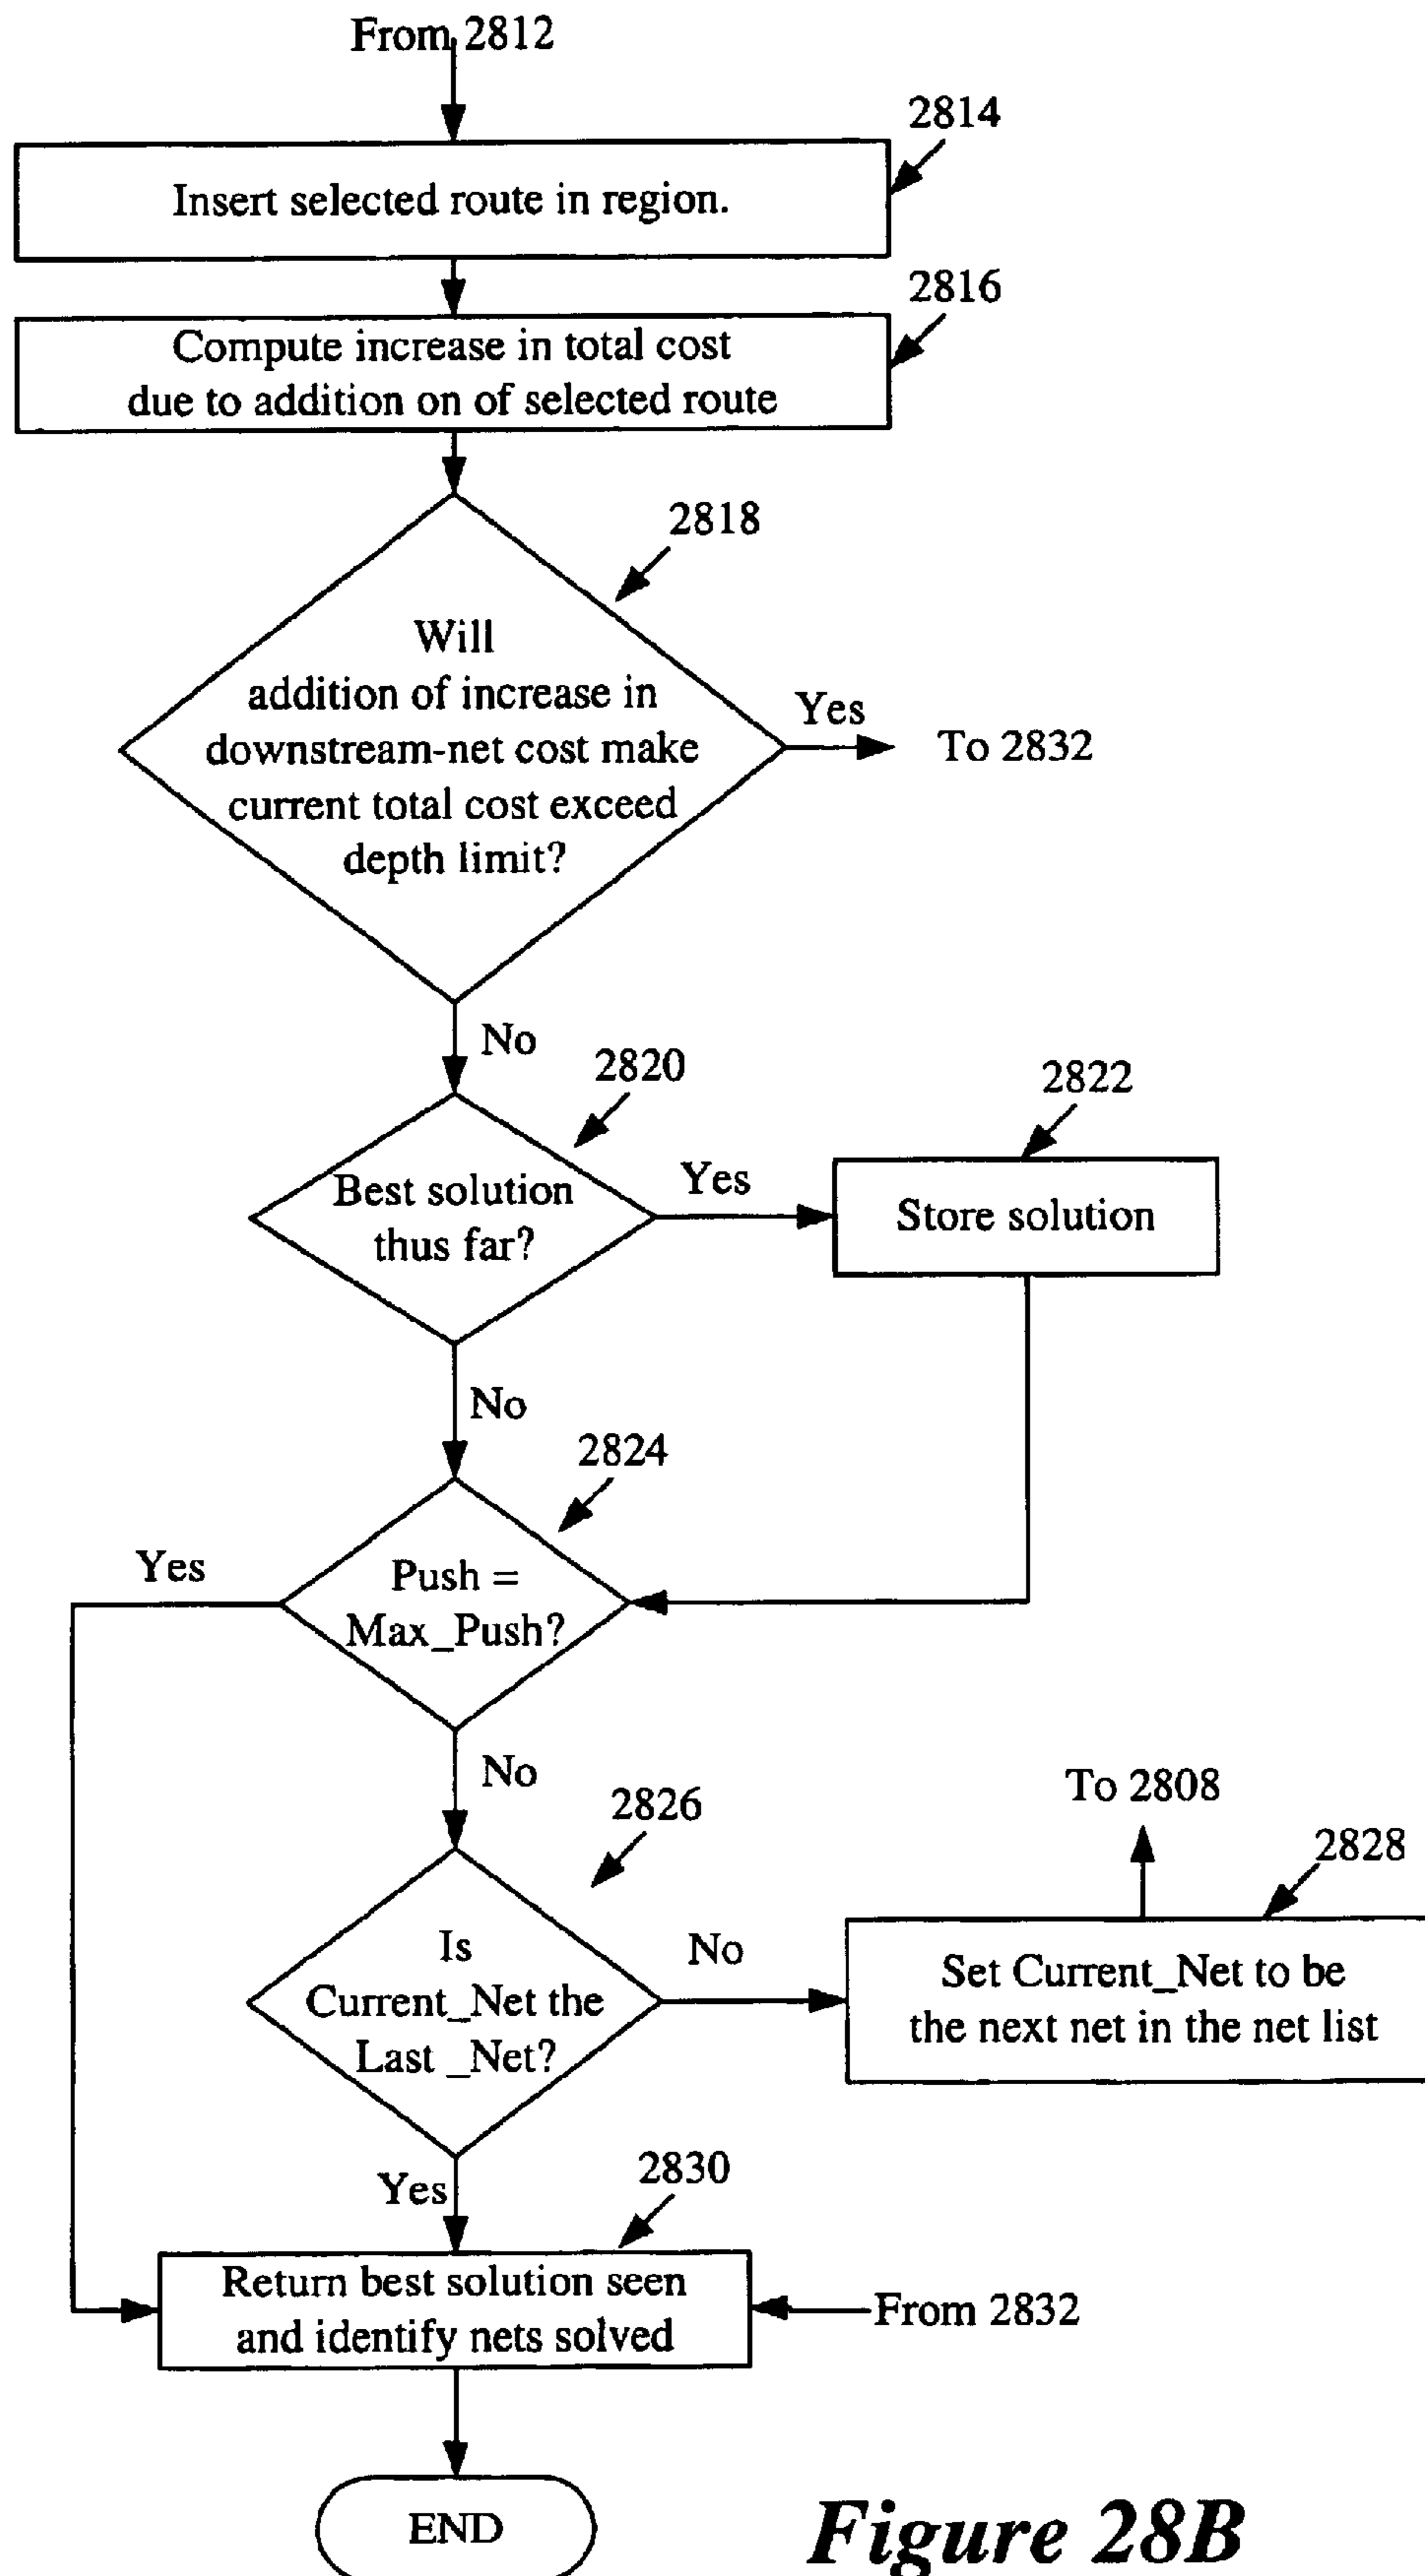 From 2812
2814
Insert selected route in region.
2816
Compute increase in total cost
due to addition on of selected route
2818
Will
addition of increase in
downstream-net cost make
current total cost exceed
depth limit?
Yes
To 2832
No
2820
2822
Best solution
thus far?
Yes
Store solution
No
2824
Yes
Push =
Max_Push?
No
2826
To 2808
2828
Is
Current_Net the
Last _Net?
No
Set Current_Net to be
the next net in the net list
Yes
2830
Return best solution seen
and identify nets solved
From 2832
END
Figure 28B